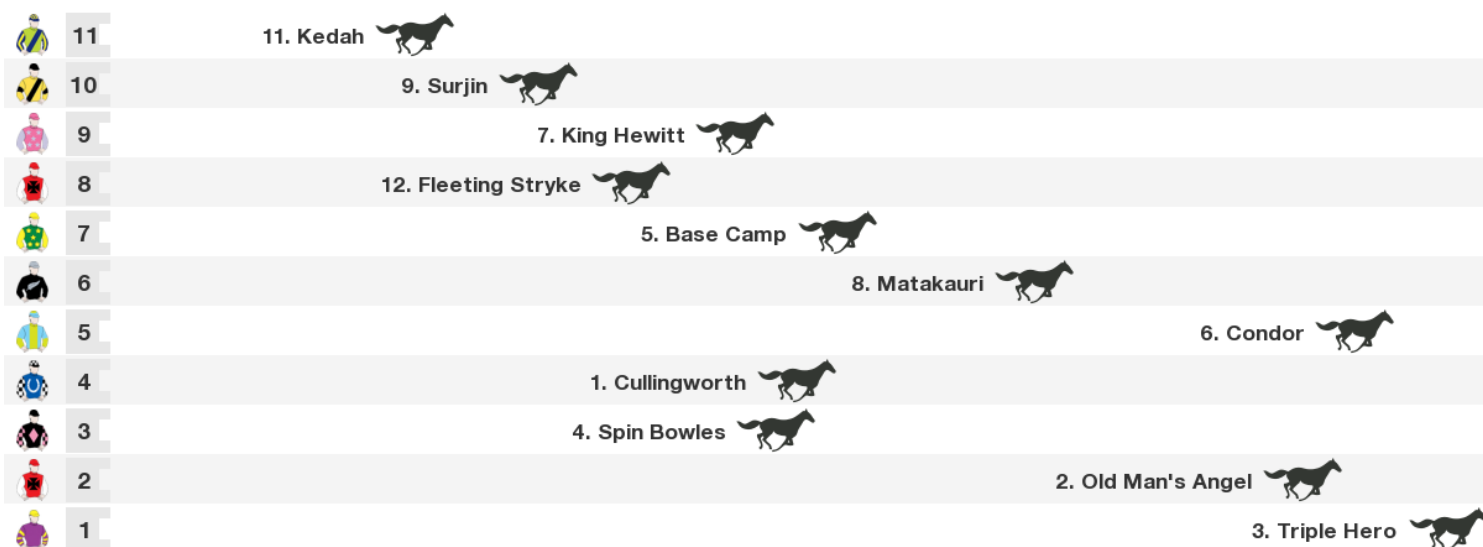 11 11. Kedah
10 9. Surjin
9 7. King Hewitt
8 12. Fleeting Stryke
7 5. Base Camp
6 8. Matakauri
5 6. Condor
4 1. Cullingworth
3 4. Spin Bowles
2 2. Old Man's Angel
1 3. Triple Hero